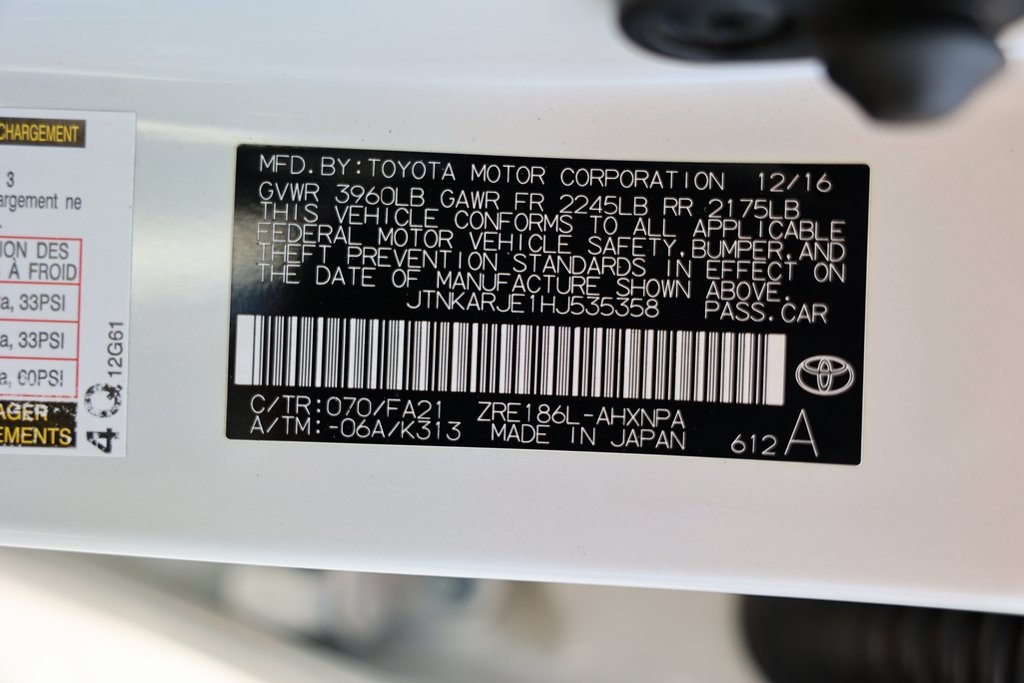 CHARGEMENT
3
argement ne
ION DES
À FROID
a, 33PSI
a, 33PSI
a, 60PSI
AGER
EMENTS
4Q 12G61
MFD.BY:TOYOTA MOTOR CORPORATION 12/16
GVWR 3960LB GAWR FR 2245LB RR 2175LB
THIS VEHICLE CONFORMS TO ALL APPLICABLE
FEDERAL MOTOR VEHICLE SAFETY,BUMPER,AND
THEFT PREVENTION STANDARDS IN EFFECT ON
THE DATE OF MANUFACTURE SHOWN ABOVE.
JTNKARJE1HJ535358 PASS.CAR
C/TR:070/FA21 ZRE186L-AHXNPA
A/TM:-06A/K313 MADE IN JAPAN 612 A